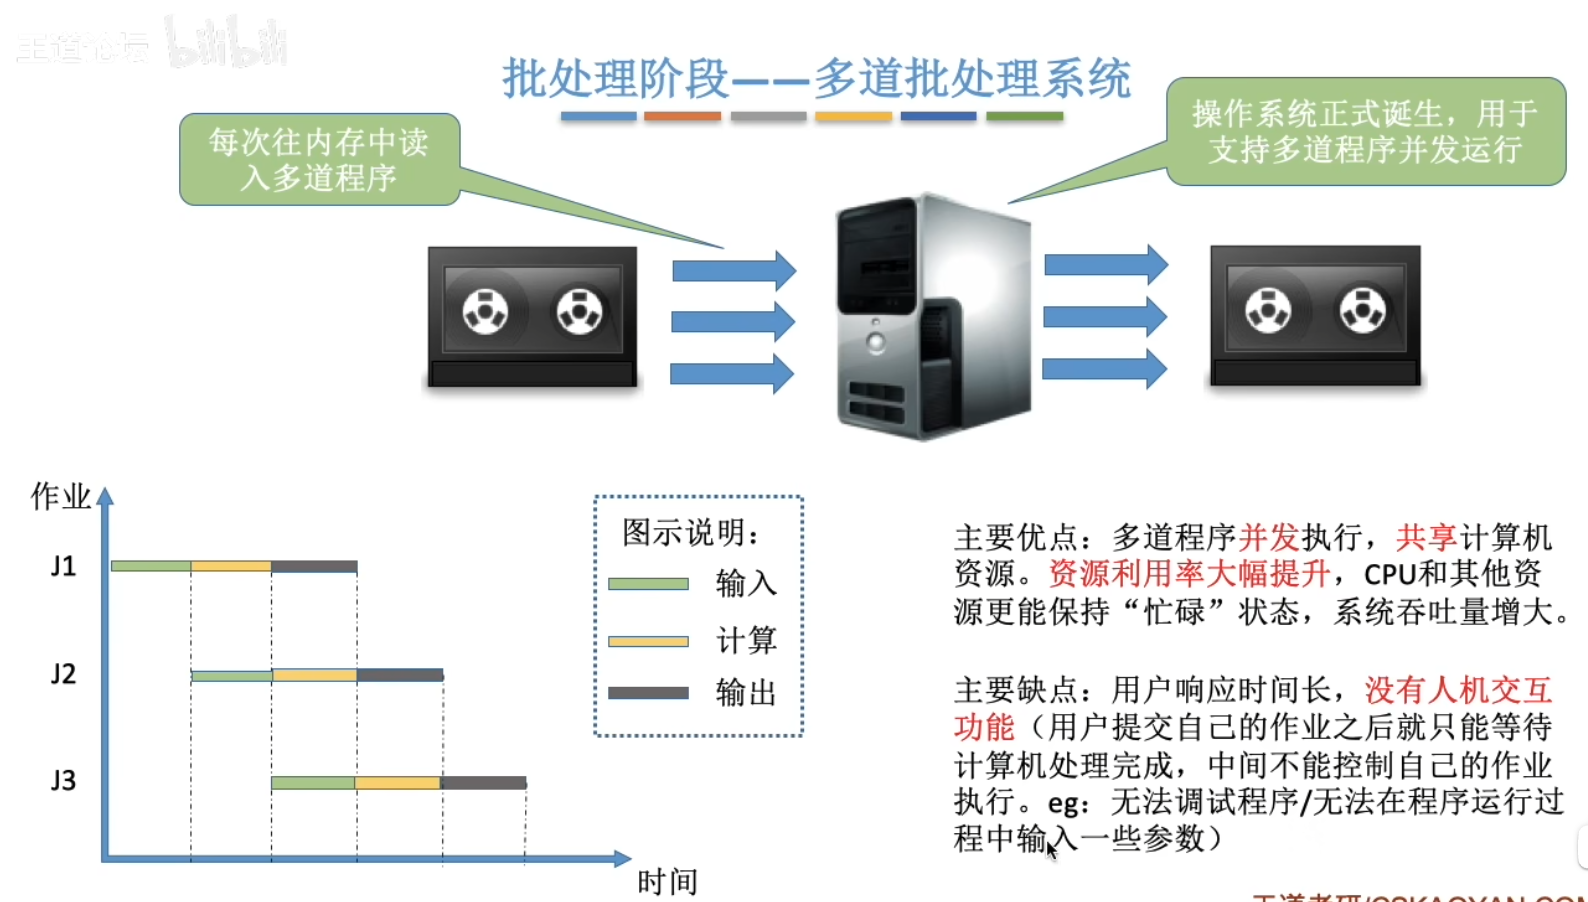 王道论坛 bilibili
批处理阶段——多道批处理系统
每次往内存中读
入多道程序
操作系统正式诞生，用于
支持多道程序并发运行
作业
J1
J2
J3
时间
图示说明：
输入
计算
输出
主要优点：多道程序并发执行，共享计算机
资源。资源利用率大幅提升，CPU和其他资
源更能保持“忙碌”状态，系统吞吐量增大。
主要缺点：用户响应时间长，没有人机交互
功能（用户提交自己的作业之后就只能等待
计算机处理完成，中间不能控制自己的作业
执行。eg：无法调试程序/无法在程序运行过
程中输入一些参数）